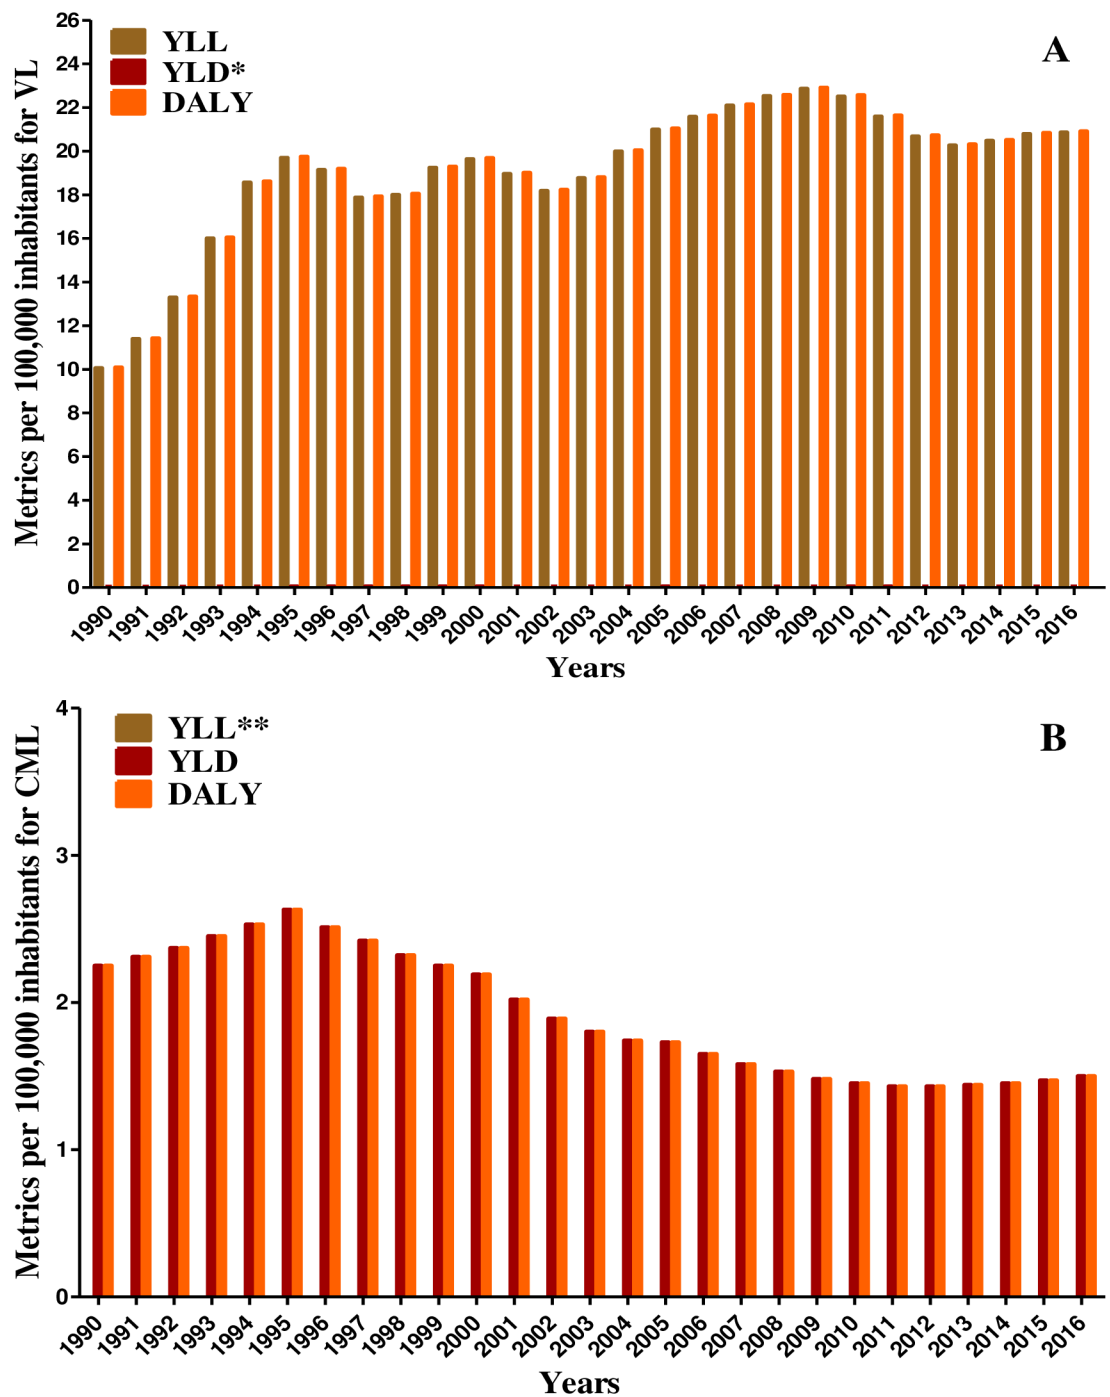 26
24
22
20
18
16
14
12
10
8
6
4
2
0
Metrics per 100,000 inhabitants for VL
YLL
YLD*
DALY
A
1990 1991 1992 1993 1994 1995 1996 1997 1998 1999 2000 2001 2002 2003 2004 2005 2006 2007 2008 2009 2010 2011 2012 2013 2014 2015 2016
Years
4
3
2
1
0
Metrics per 100,000 inhabitants for CML
YLL**
YLD
DALY
B
1990 1991 1992 1993 1994 1995 1996 1997 1998 1999 2000 2001 2002 2003 2004 2005 2006 2007 2008 2009 2010 2011 2012 2013 2014 2015 2016
Years